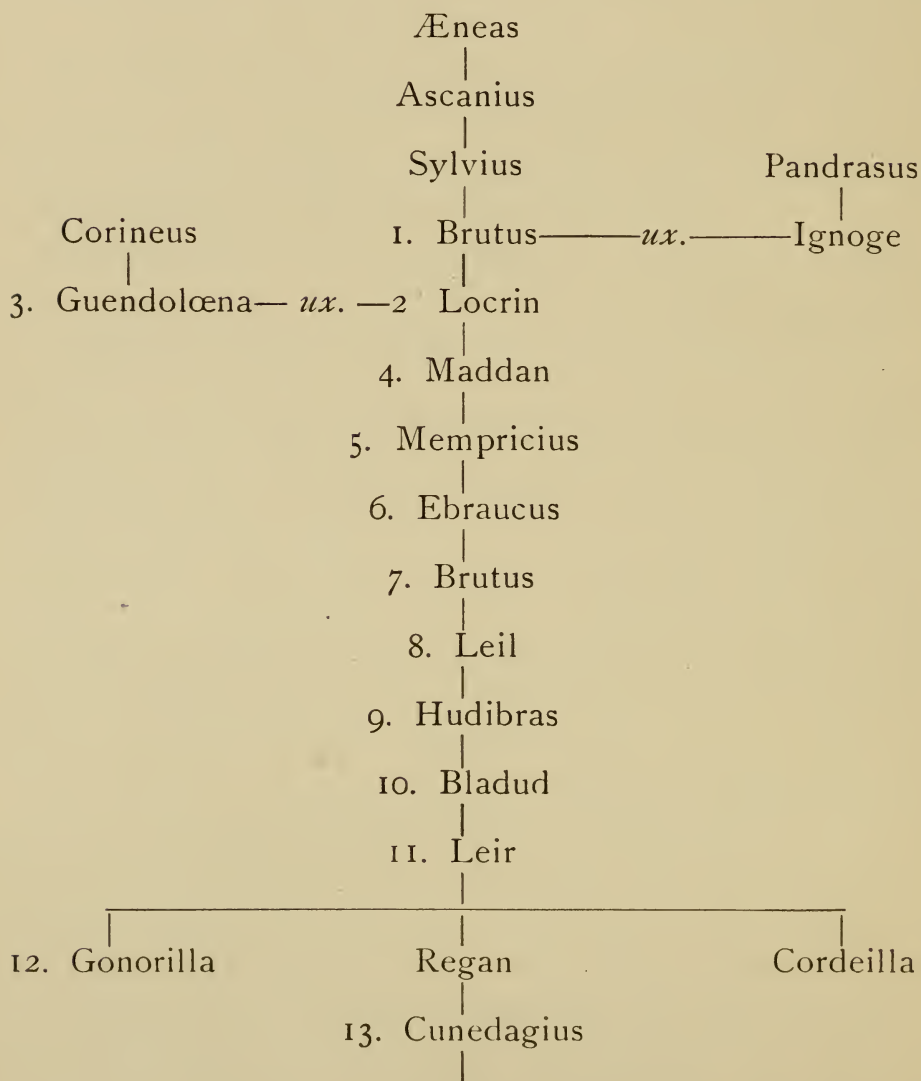 Æneas
Ascanius
Sylvius Pandrasus
Corineus 1. Brutus ux. Ignoge
3. Guendolœna ux. 2 Locrin
4. Maddan
5. Mempricius
6. Ebraucus
7. Brutus
8. Leil
9. Hudibras
10. Bladud
11. Leir
12. Gonorilla Regan Cordeilla
13. Cunedagius